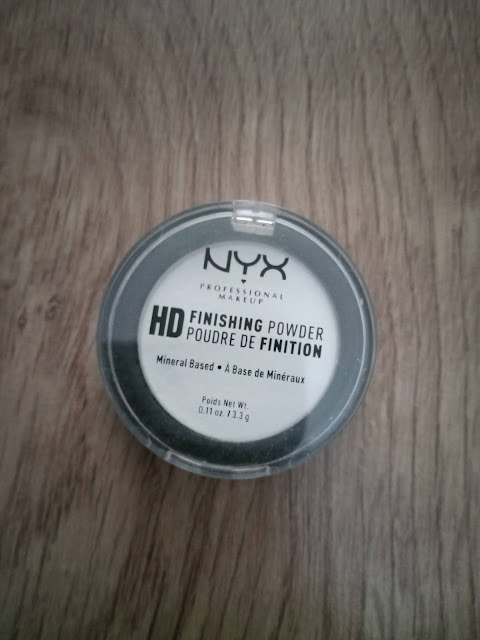 NYX
PROFESSIONAL
MAKEUP
HD FINISHING POWDER
POUDRE DE FINITION
Mineral Based • À Base de Minéraux
Poids Net Wt.
0.11 oz. / 3.3 g